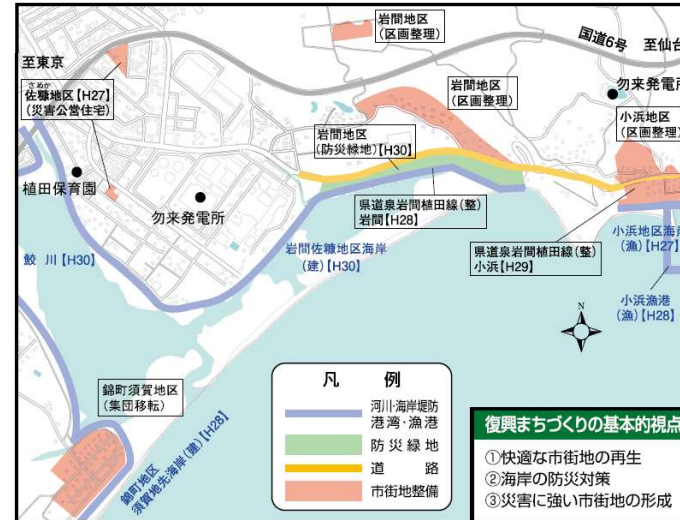 岩間地区
(区画整理)
国道6号 至仙台
至東京
さぬか
佐糠地区【H27】
(災害公営住宅)
岩間地区
(区画整理)
勿来発電所
小浜地区
(区画整理)
岩間地区
(防災緑地)【H30】
植田保育園
勿来発電所
県道泉岩間植田線(整)
岩間【H28】
鮫 川【H30】
岩間佐糠地区海岸
(建)【H30】
県道泉岩間植田線(整)
小浜【H29】
小浜地区海岸
(漁)【H27】
小浜漁港
(漁)【H28】
N
錦町須賀地区
(集団移転)
錦町地区
須賀地先海岸(建)【H28】
凡 例
河川・海岸堤防
港湾・漁港
防災緑地
道 路
市街地整備
復興まちづくりの基本的視点
①快適な市街地の再生
②海岸の防災対策
③災害に強い市街地の形成